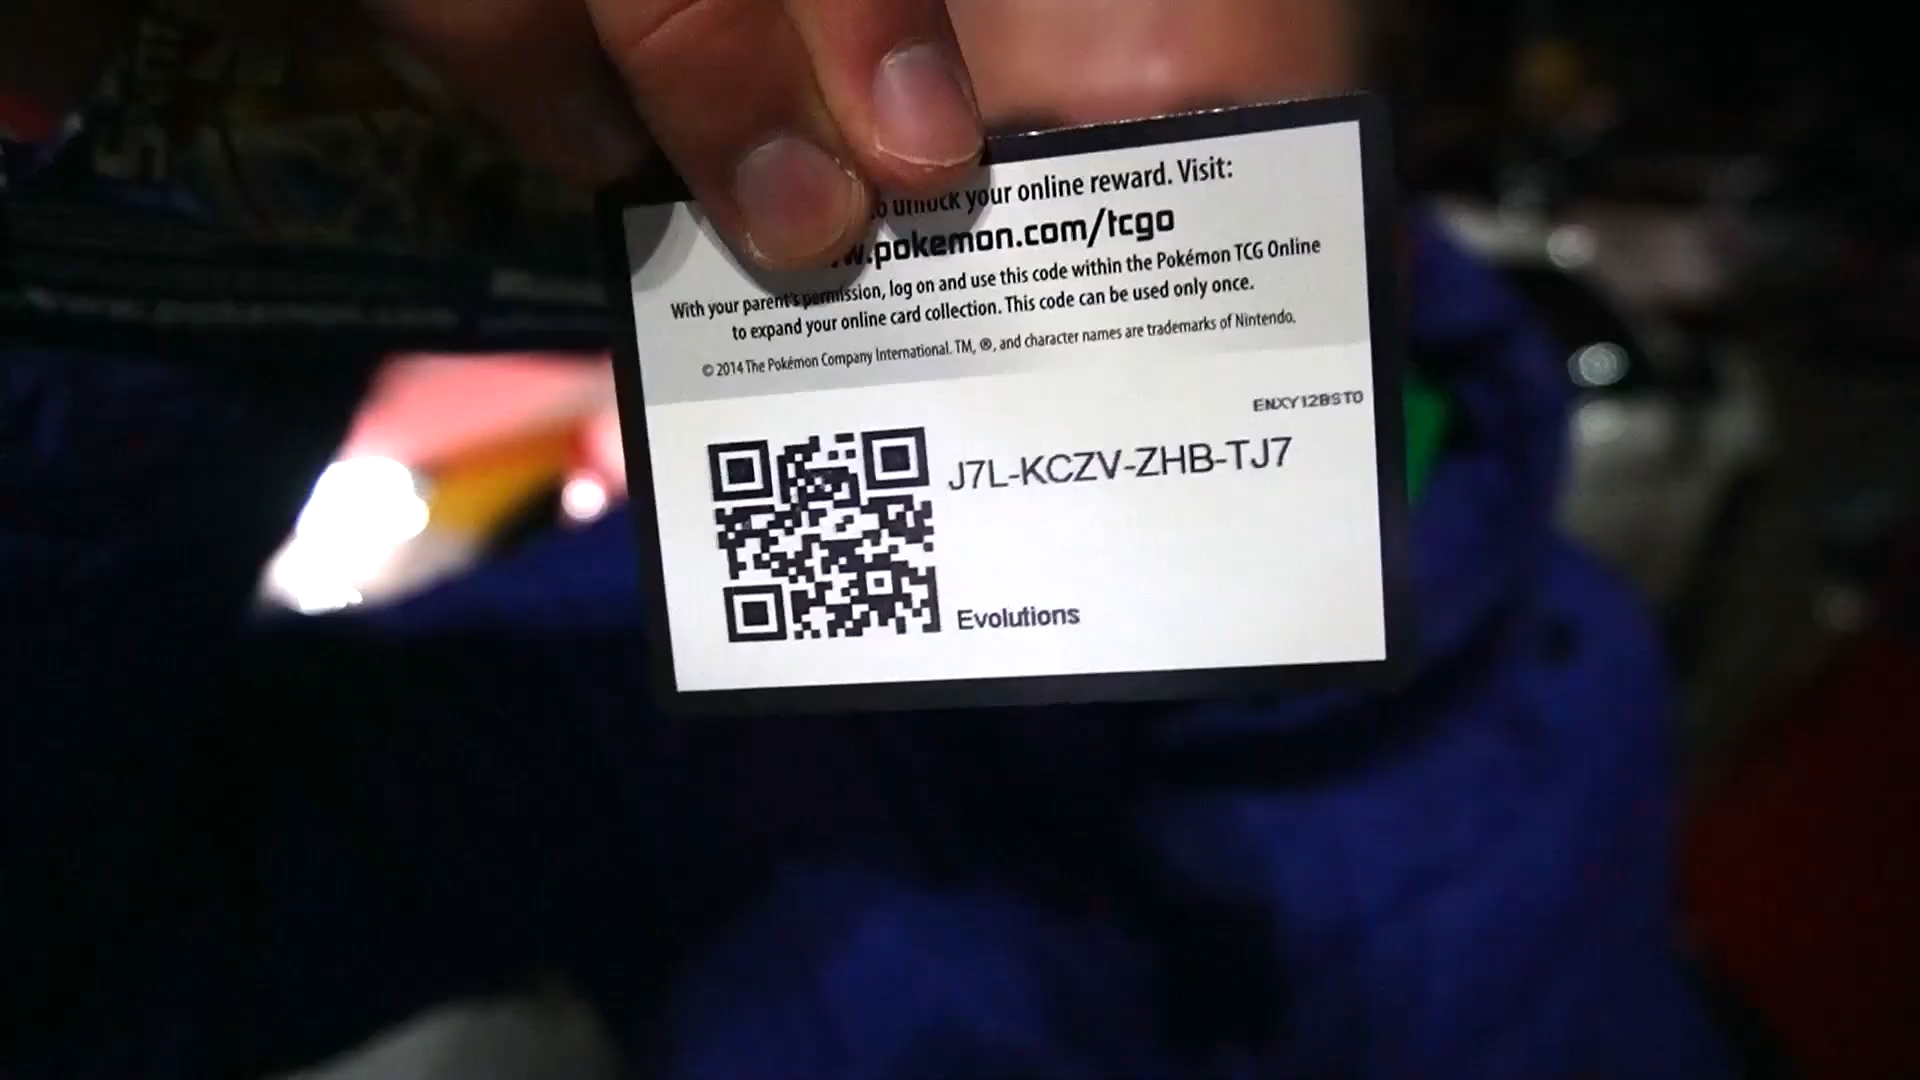 your online reward. Visit:
.pokemon.com/tcgo
With your parent's permission, log on and use this code within the Pokémon TCG Online
to expand your online card collection. This code can be used only once.
© 2014 The Pokémon Company International. TM, ®, and character names are trademarks of Nintendo.
ENXY12BST0
J7L-KCZV-ZHB-TJ7
Evolutions